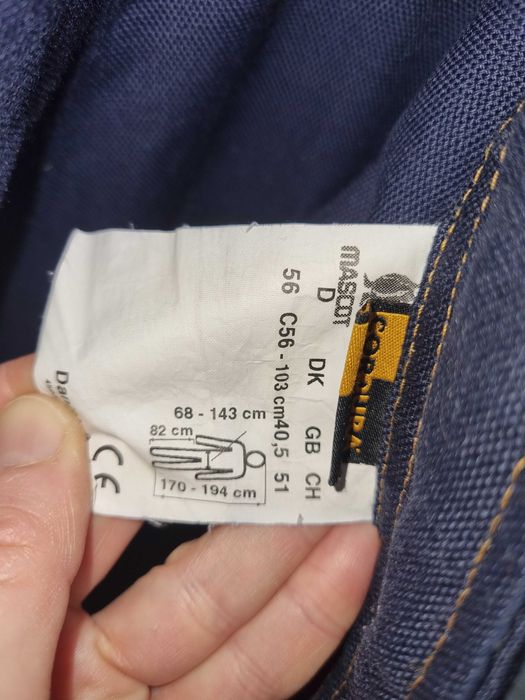 MASCOT
CORDURA
D DK GB CH
56 C56 - 103 cm 40,5 51
68 - 143 cm
82 cm
170 - 194 cm
CE